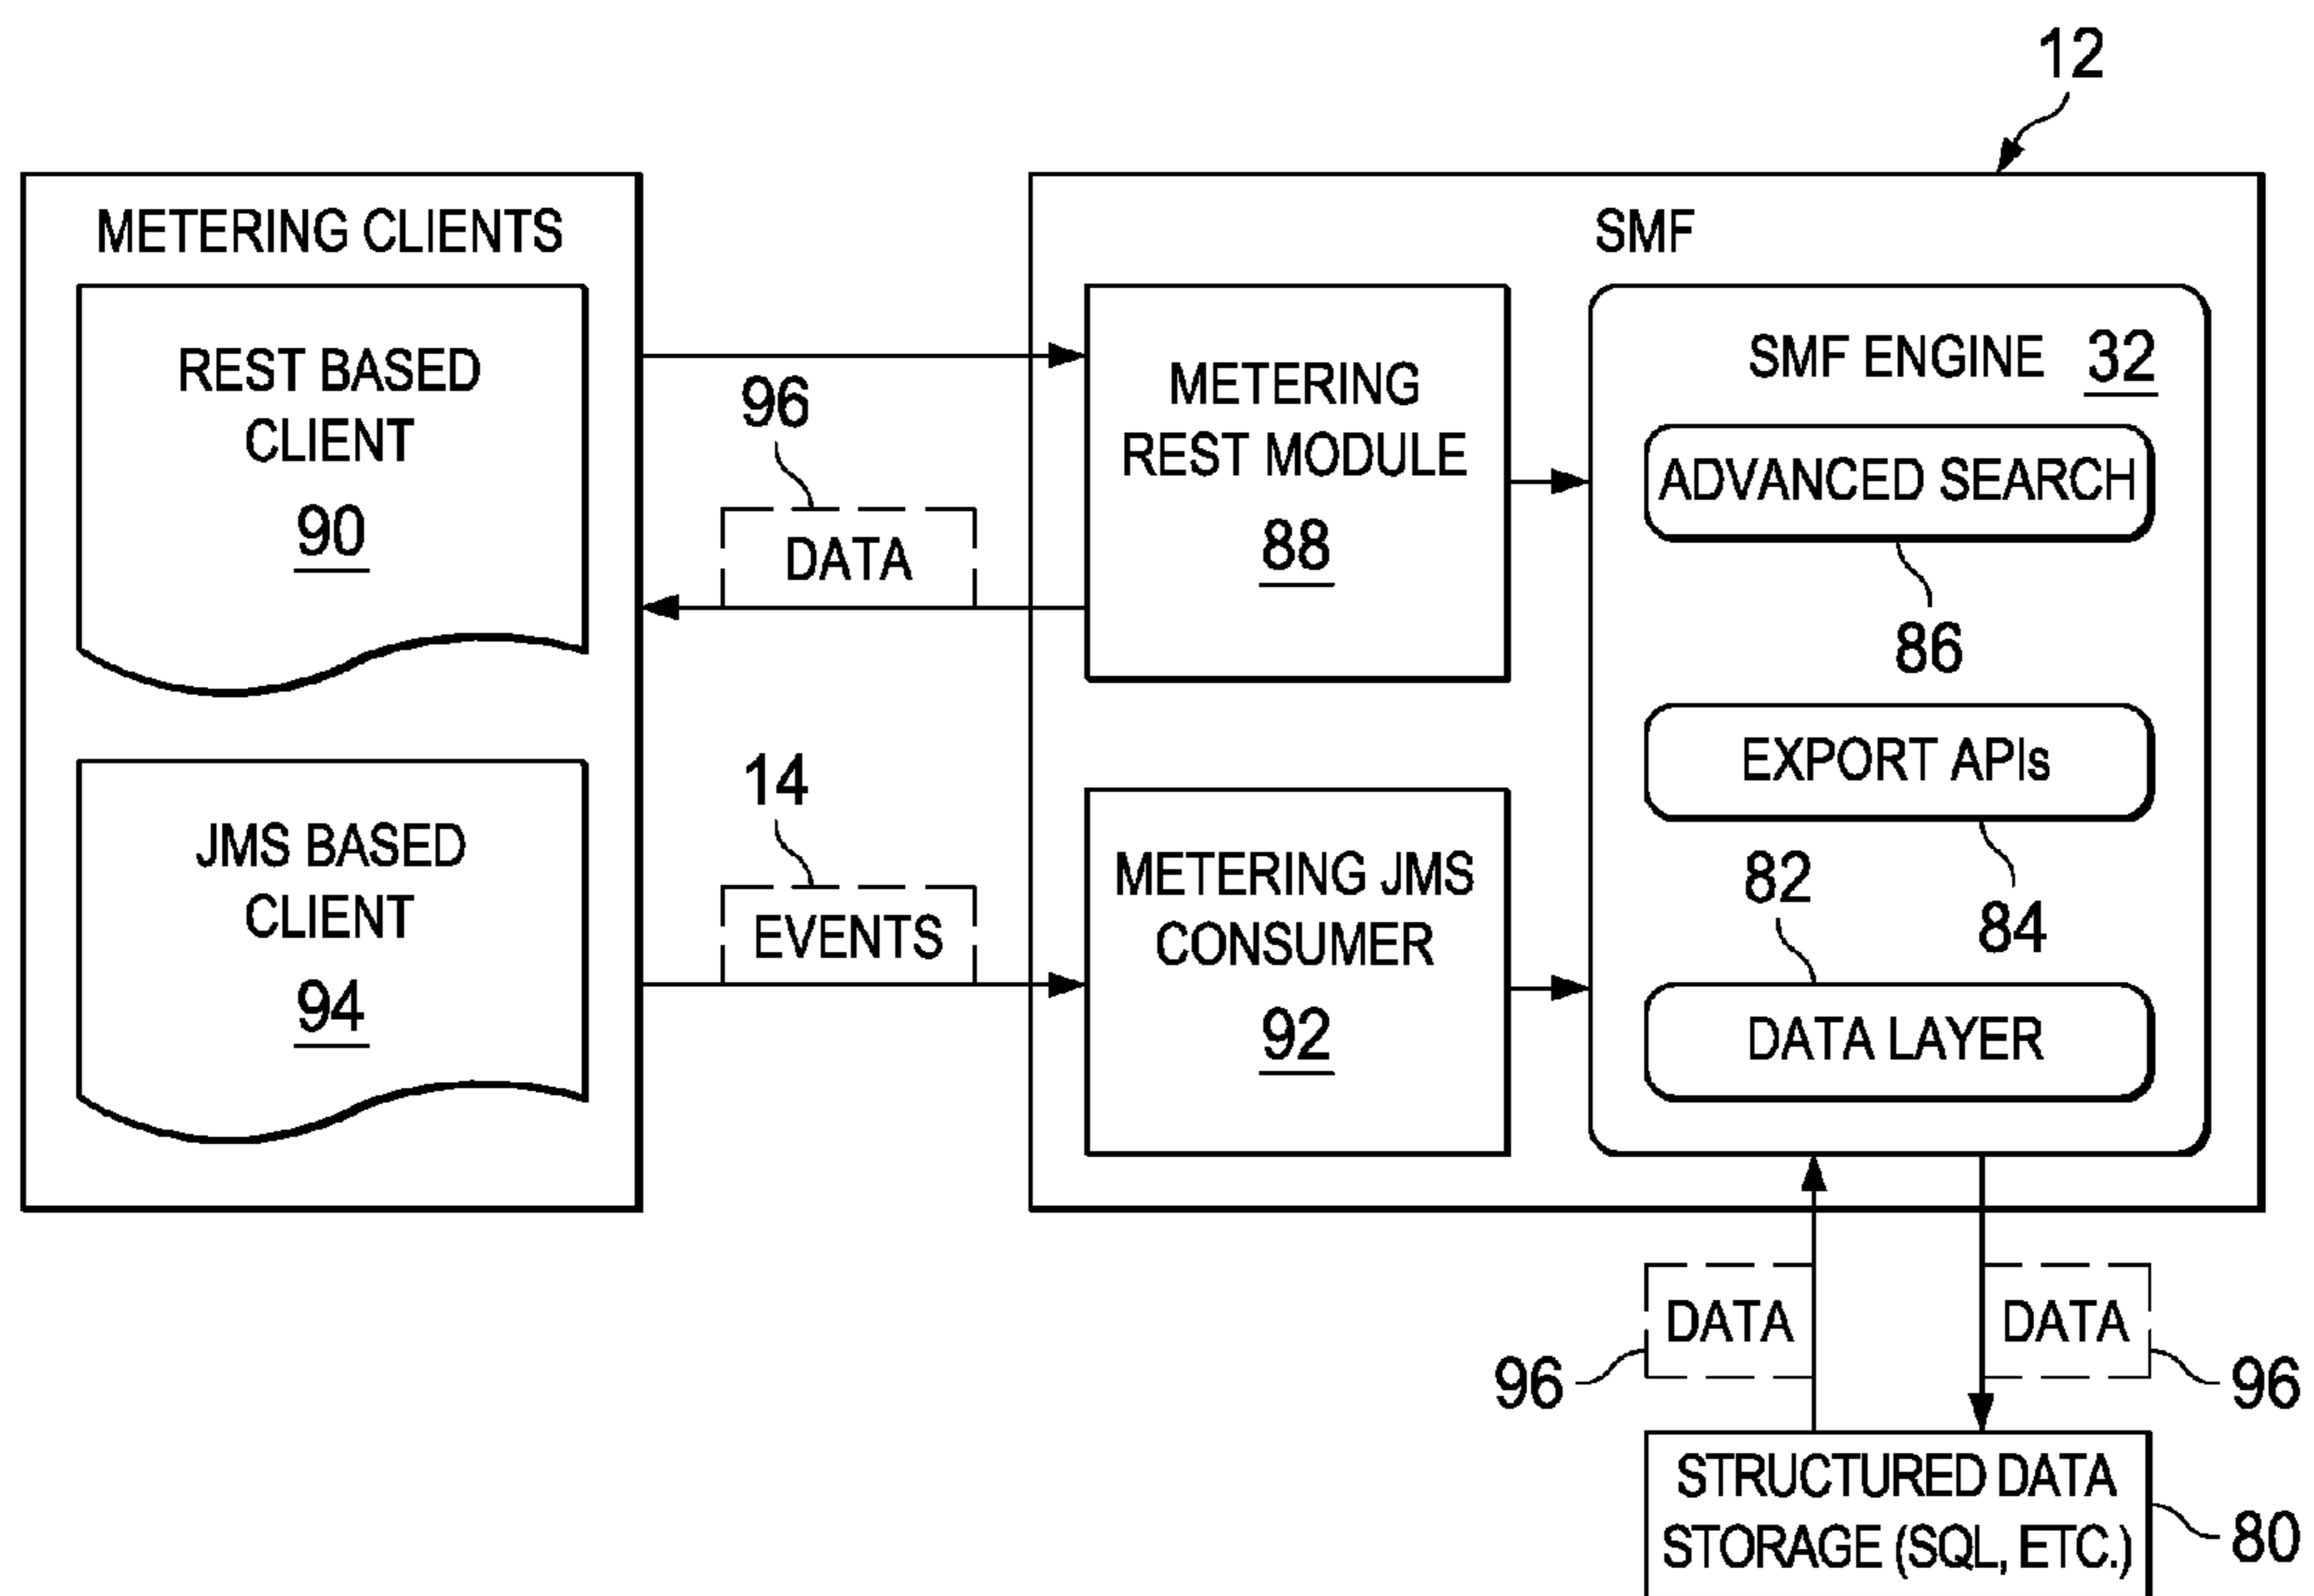 12
METERING CLIENTS
REST BASED
CLIENT
90
JMS BASED
CLIENT
94
96
DATA
14
EVENTS
SMF
METERING
REST MODULE
88
METERING JMS
CONSUMER
92
SMF ENGINE 32
ADVANCED SEARCH
86
EXPORT APIs
84
82
DATA LAYER
DATA
96
DATA
96
STRUCTURED DATA
STORAGE (SQL, ETC.)
80